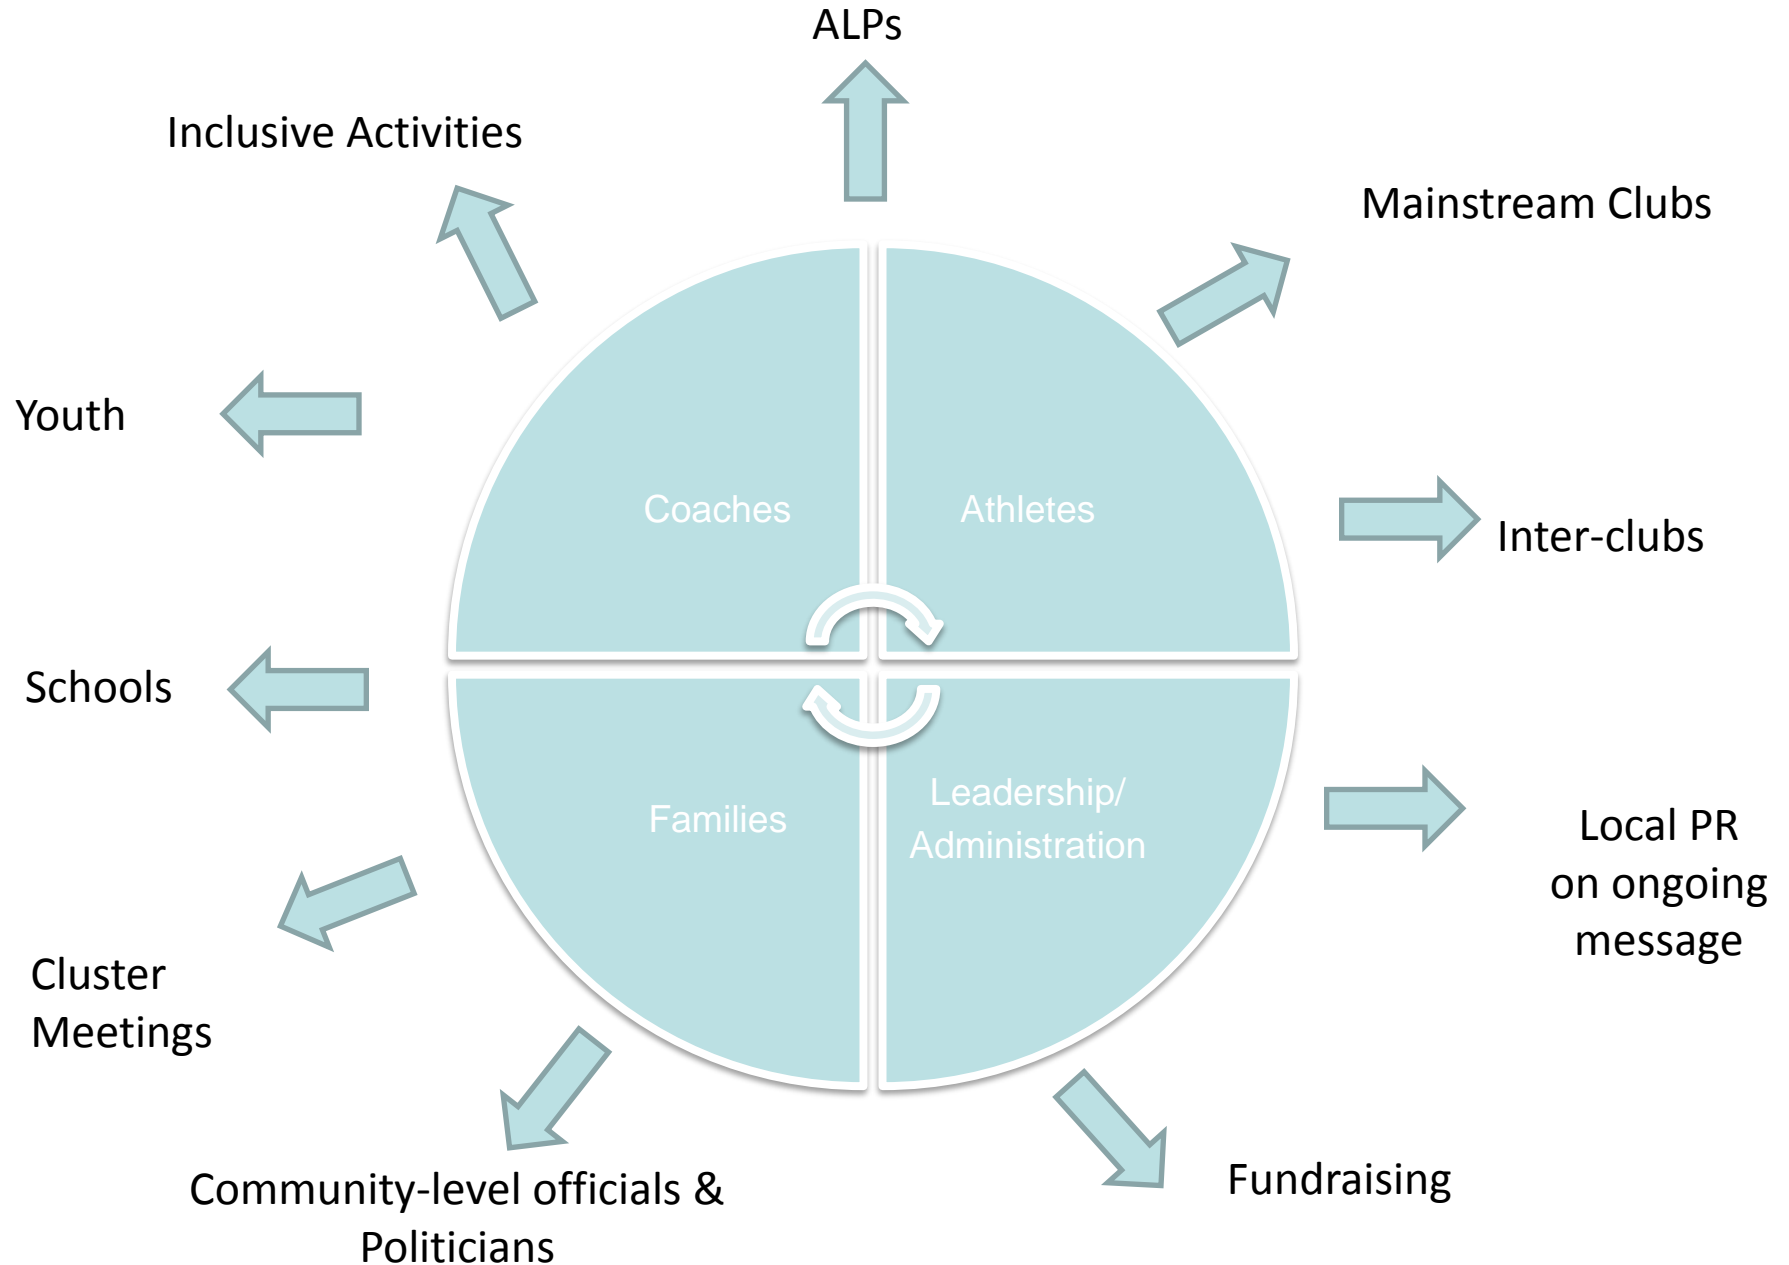 ALPs
Inclusive Activities
Mainstream Clubs
Youth
Coaches
Athletes
Inter-clubs
Schools
Families
Leadership/
Administration
Local PR
on ongoing
message
Cluster
Meetings
Community-level officials &
Politicians
Fundraising